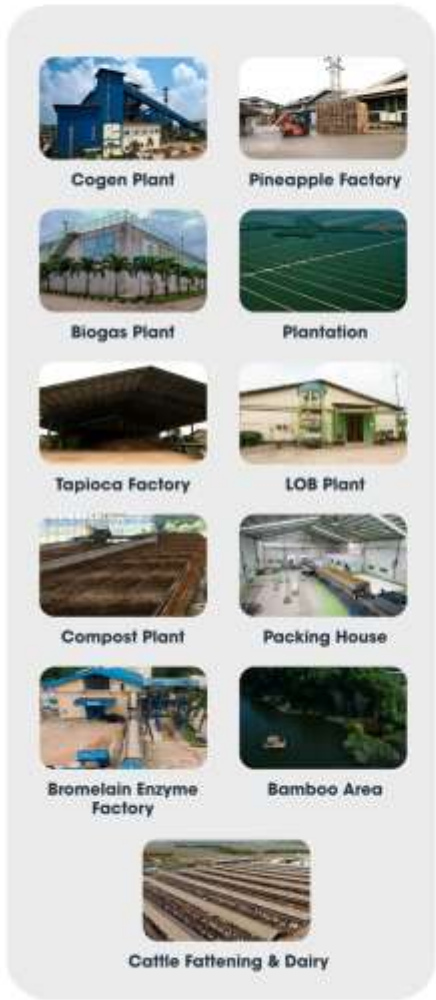 Cogen Plant
Pineapple Factory
Biogas Plant
Plantation
Tapioca Factory
LOB Plant
Compost Plant
Packing House
Bromelain Enzyme
Factory
Bamboo Area
Cattle Fattening & Dairy